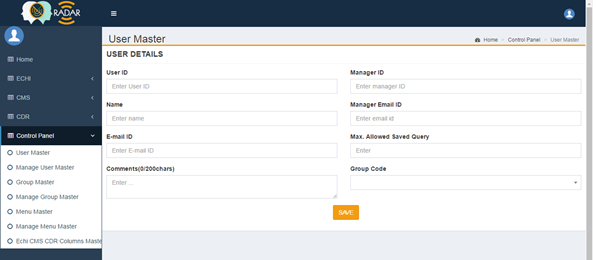 RADAR
Home
ECHI
CMS
CDR
Control Panel
User Master
Manage User Master
Group Master
Manage Group Master
Menu Master
Manage Menu Master
Echi CMS CDR Columns Maste
User Master
Home > Control Panel > User Master
USER DETAILS
User ID
Enter User ID
Manager ID
Enter manager ID
Name
Enter name
Manager Email ID
Enter email id
E-mail ID
Enter E-mail ID
Max. Allowed Saved Query
Enter
Comments(0/200chars)
Enter ...
Group Code
SAVE